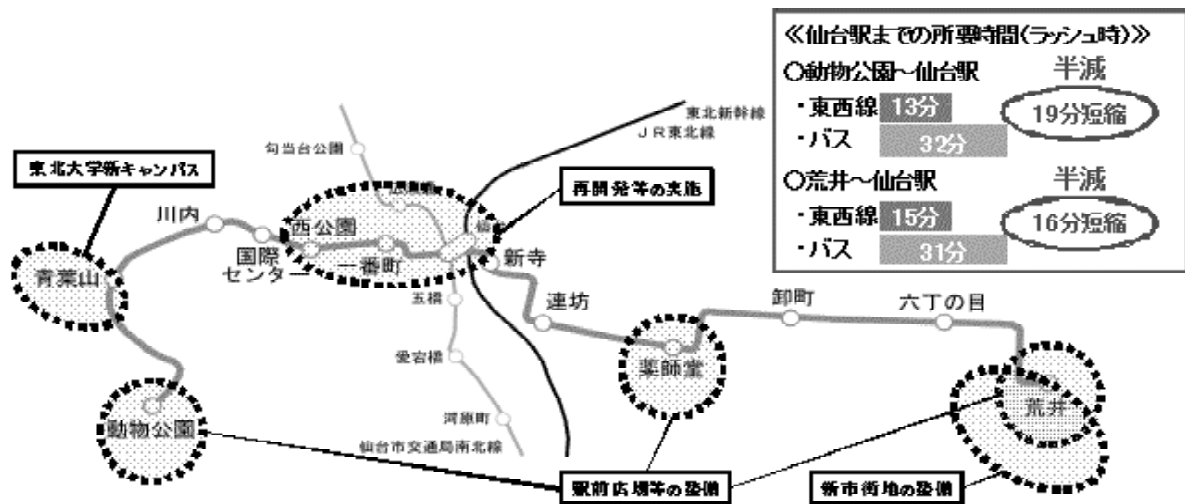 ≪仙台駅までの所要時間(ラッシュ時)≫
○動物公園～仙台駅 半減
・東西線 13分
・バス 32分
19分短縮
○荒井～仙台駅 半減
・東西線 15分
・バス 31分
16分短縮
東北新幹線
JR東北線
勾当台公園
東北大学新キャンパス
再開発等の実施
川内
西公園
国際
センター
一番町
青葉山
新寺
五橋
連坊
卸町
六丁の目
愛宕橋
薬師堂
荒井
動物公園
河原町
仙台市交通局南北線
駅前広場等の整備
新市街地の整備